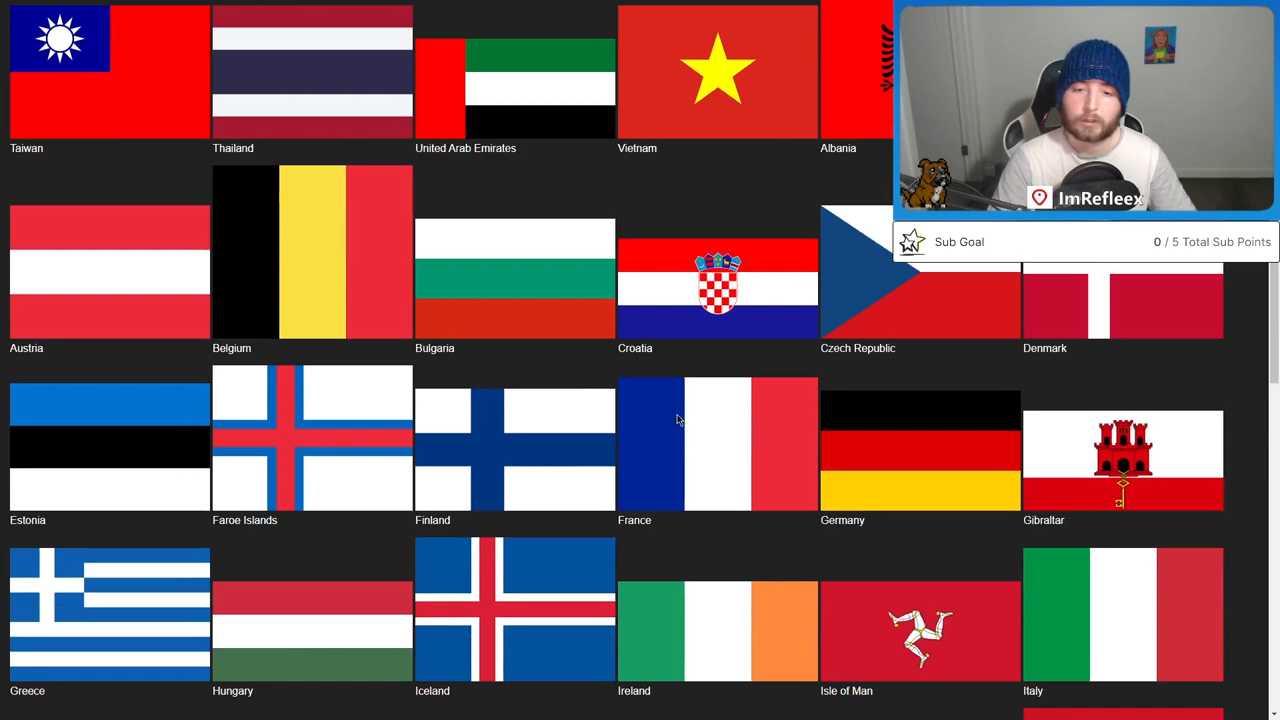 Taiwan
Thailand
United Arab Emirates
Vietnam
Albania
ImRefleex
Sub Goal
0 / 5 Total Sub Points
Austria
Belgium
Bulgaria
Croatia
Czech Republic
Denmark
Estonia
Faroe Islands
Finland
France
Germany
Gibraltar
Greece
Hungary
Iceland
Ireland
Isle of Man
Italy